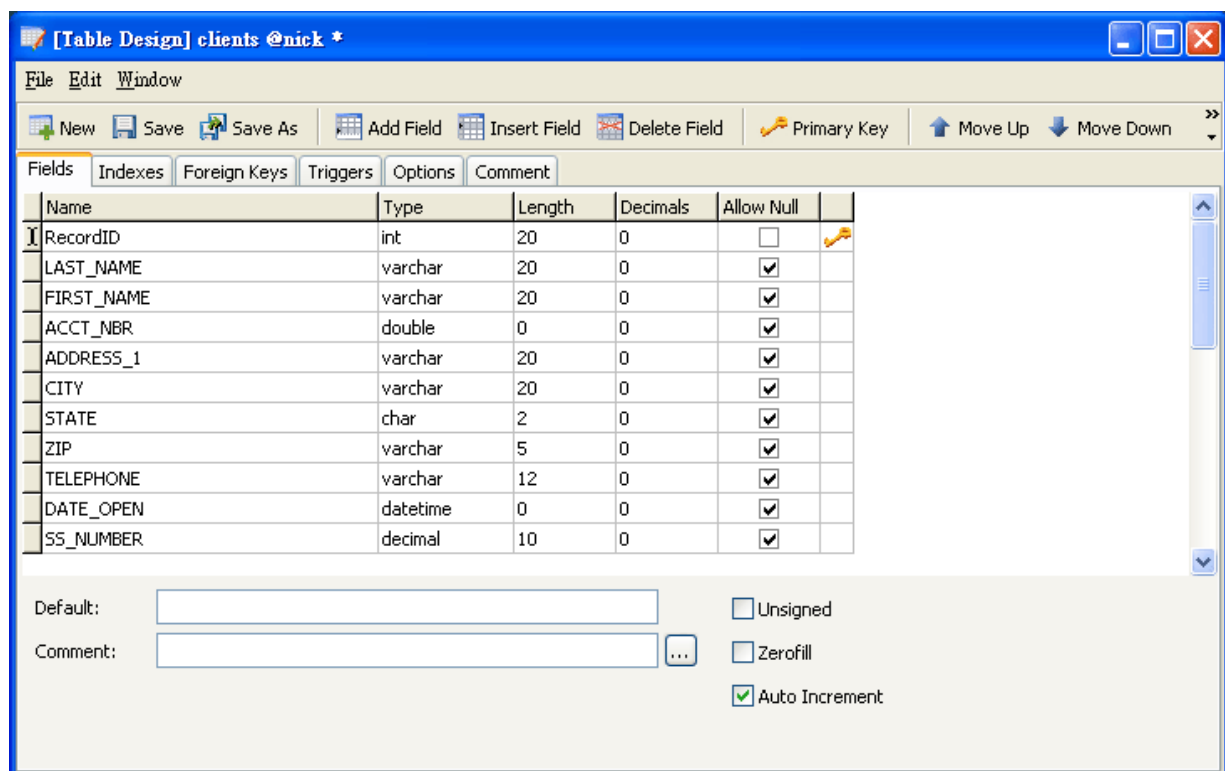 [Table Design] clients @nick *
File Edit Window
New Save Save As Add Field Insert Field Delete Field Primary Key Move Up Move Down
Fields Indexes Foreign Keys Triggers Options Comment
Name Type Length Decimals Allow Null
RecordID int 20 0
LAST_NAME varchar 20 0
FIRST_NAME varchar 20 0
ACCT_NBR double 0 0
ADDRESS_1 varchar 20 0
CITY varchar 20 0
STATE char 2 0
ZIP varchar 5 0
TELEPHONE varchar 12 0
DATE_OPEN datetime 0 0
SS_NUMBER decimal 10 0
Default: Unsigned
Comment: ... Zerofill
Auto Increment